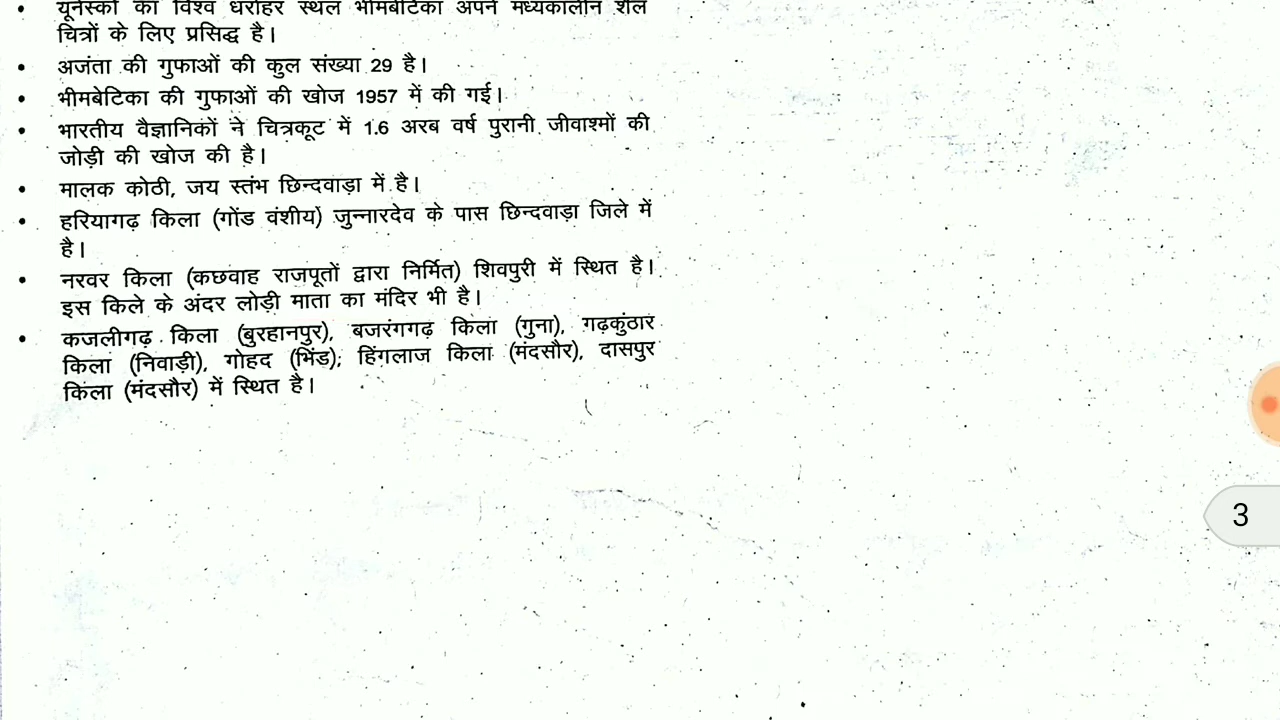 • यूनेस्को का विश्व धरोहर स्थल भीमबेटिका अपने मध्यकालीन शैल
चित्रों के लिए प्रसिद्ध है।
• अजंता की गुफाओं की कुल संख्या 29 है।
• भीमबेटिका की गुफाओं की खोज 1957 में की गई।
• भारतीय वैज्ञानिकों ने चित्रकूट में 1.6 अरब वर्ष पुरानी जीवाश्मों की
जोड़ी की खोज की है।
• मालक कोठी, जय स्तंभ छिन्दवाड़ा में है।
• हरियागढ़ किला (गोंड वंशीय) जुन्नारदेव के पास छिन्दवाड़ा जिले में
है।
• नरवर किला (कछवाह राजपूतों द्वारा निर्मित) शिवपुरी में स्थित है।
इस किले के अंदर लोड़ी माता का मंदिर भी है।
• कजलीगढ़ किला (बुरहानपुर), बजरंगगढ़ किला (गुना), गढ़कुंठार
किला (निवाड़ी), गोहद (भिंड), हिंगलाज किला (मंदसौर), दासपुर
किला (मंदसौर) में स्थित है।
3